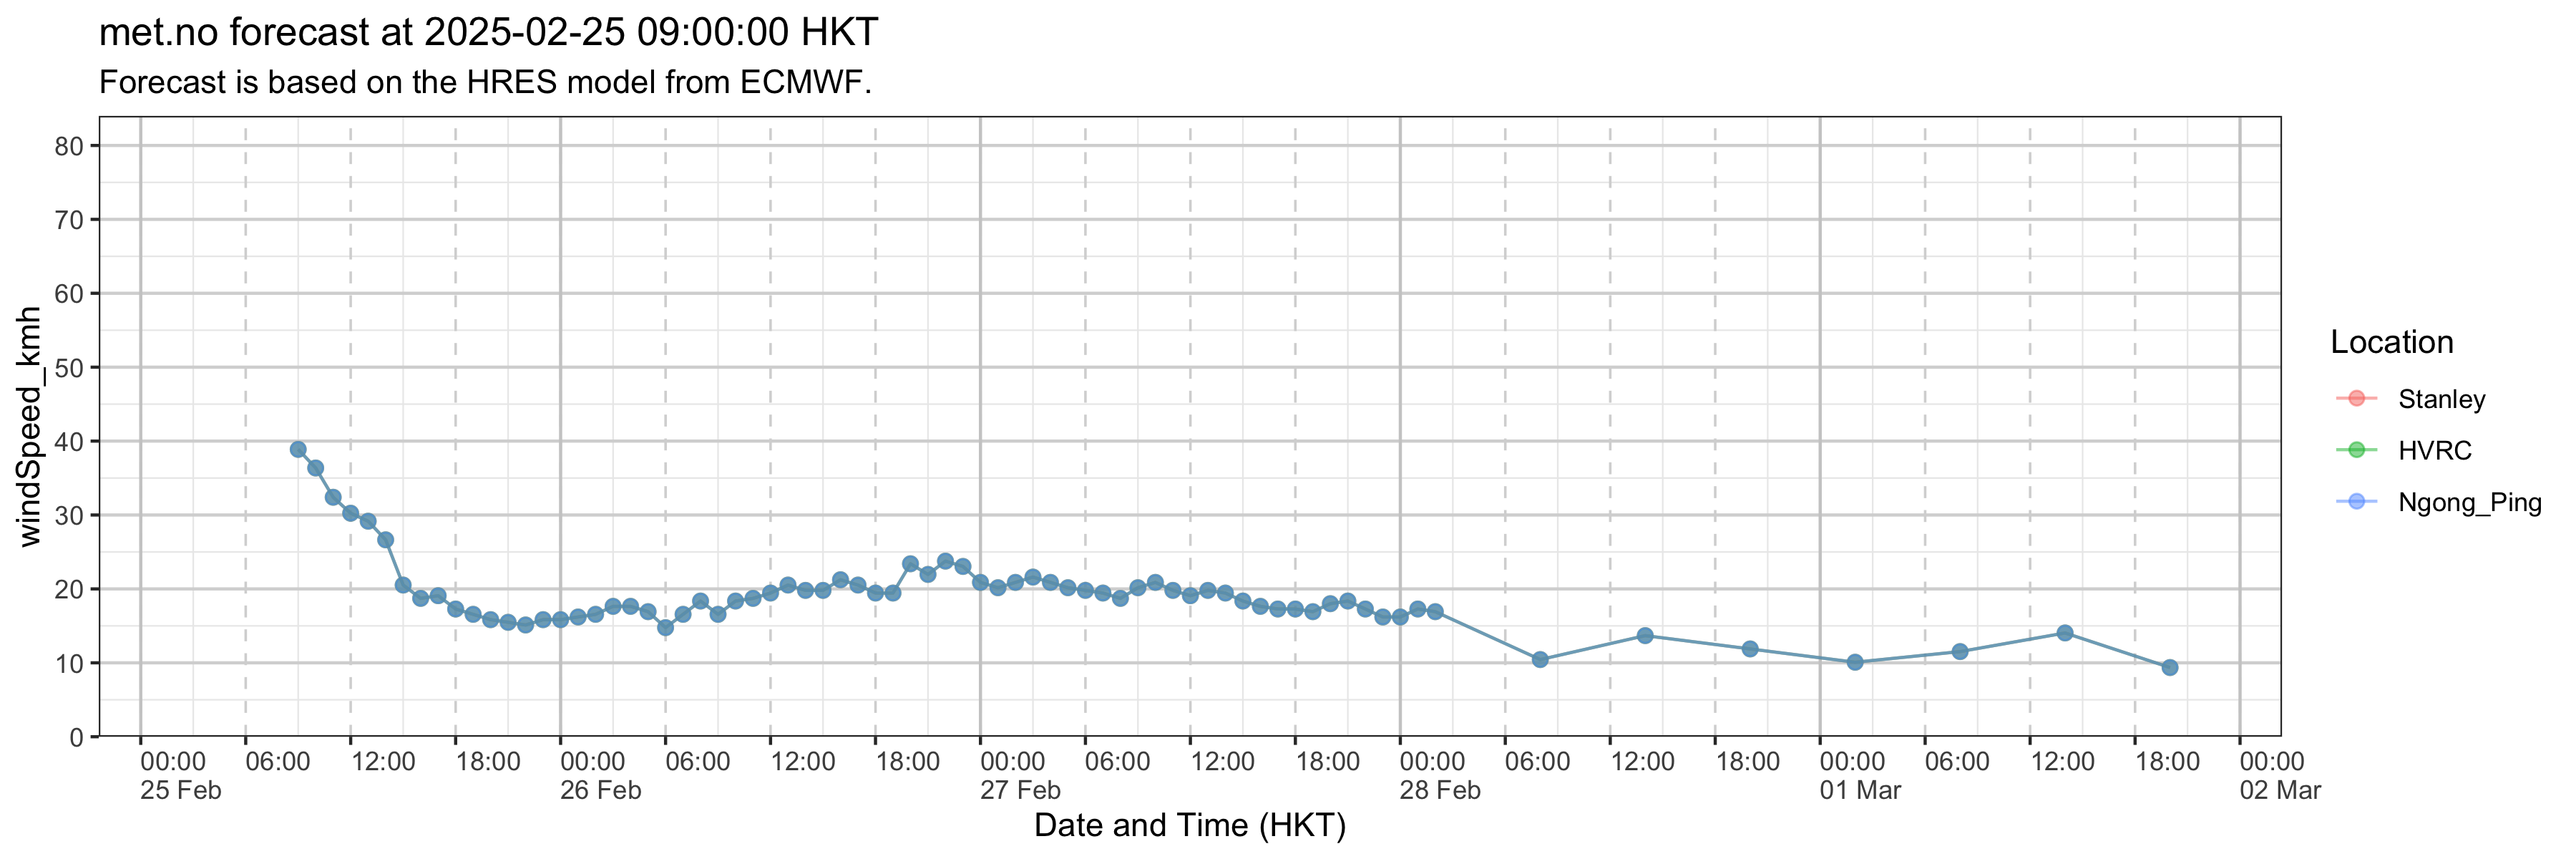 met.no forecast at 2025-02-25 09:00:00 HKT
Forecast is based on the HRES model from ECMWF.
windSpeed_kmh
80
70
60
50
40
30
20
10
0
00:00 06:00 12:00 18:00 00:00 06:00 12:00 18:00 00:00 06:00 12:00 18:00 00:00 06:00 12:00 18:00 00:00 06:00 12:00 18:00 00:00
25 Feb 26 Feb 27 Feb 28 Feb 01 Mar 02 Mar
Date and Time (HKT)
Location
Stanley
HVRC
Ngong_Ping